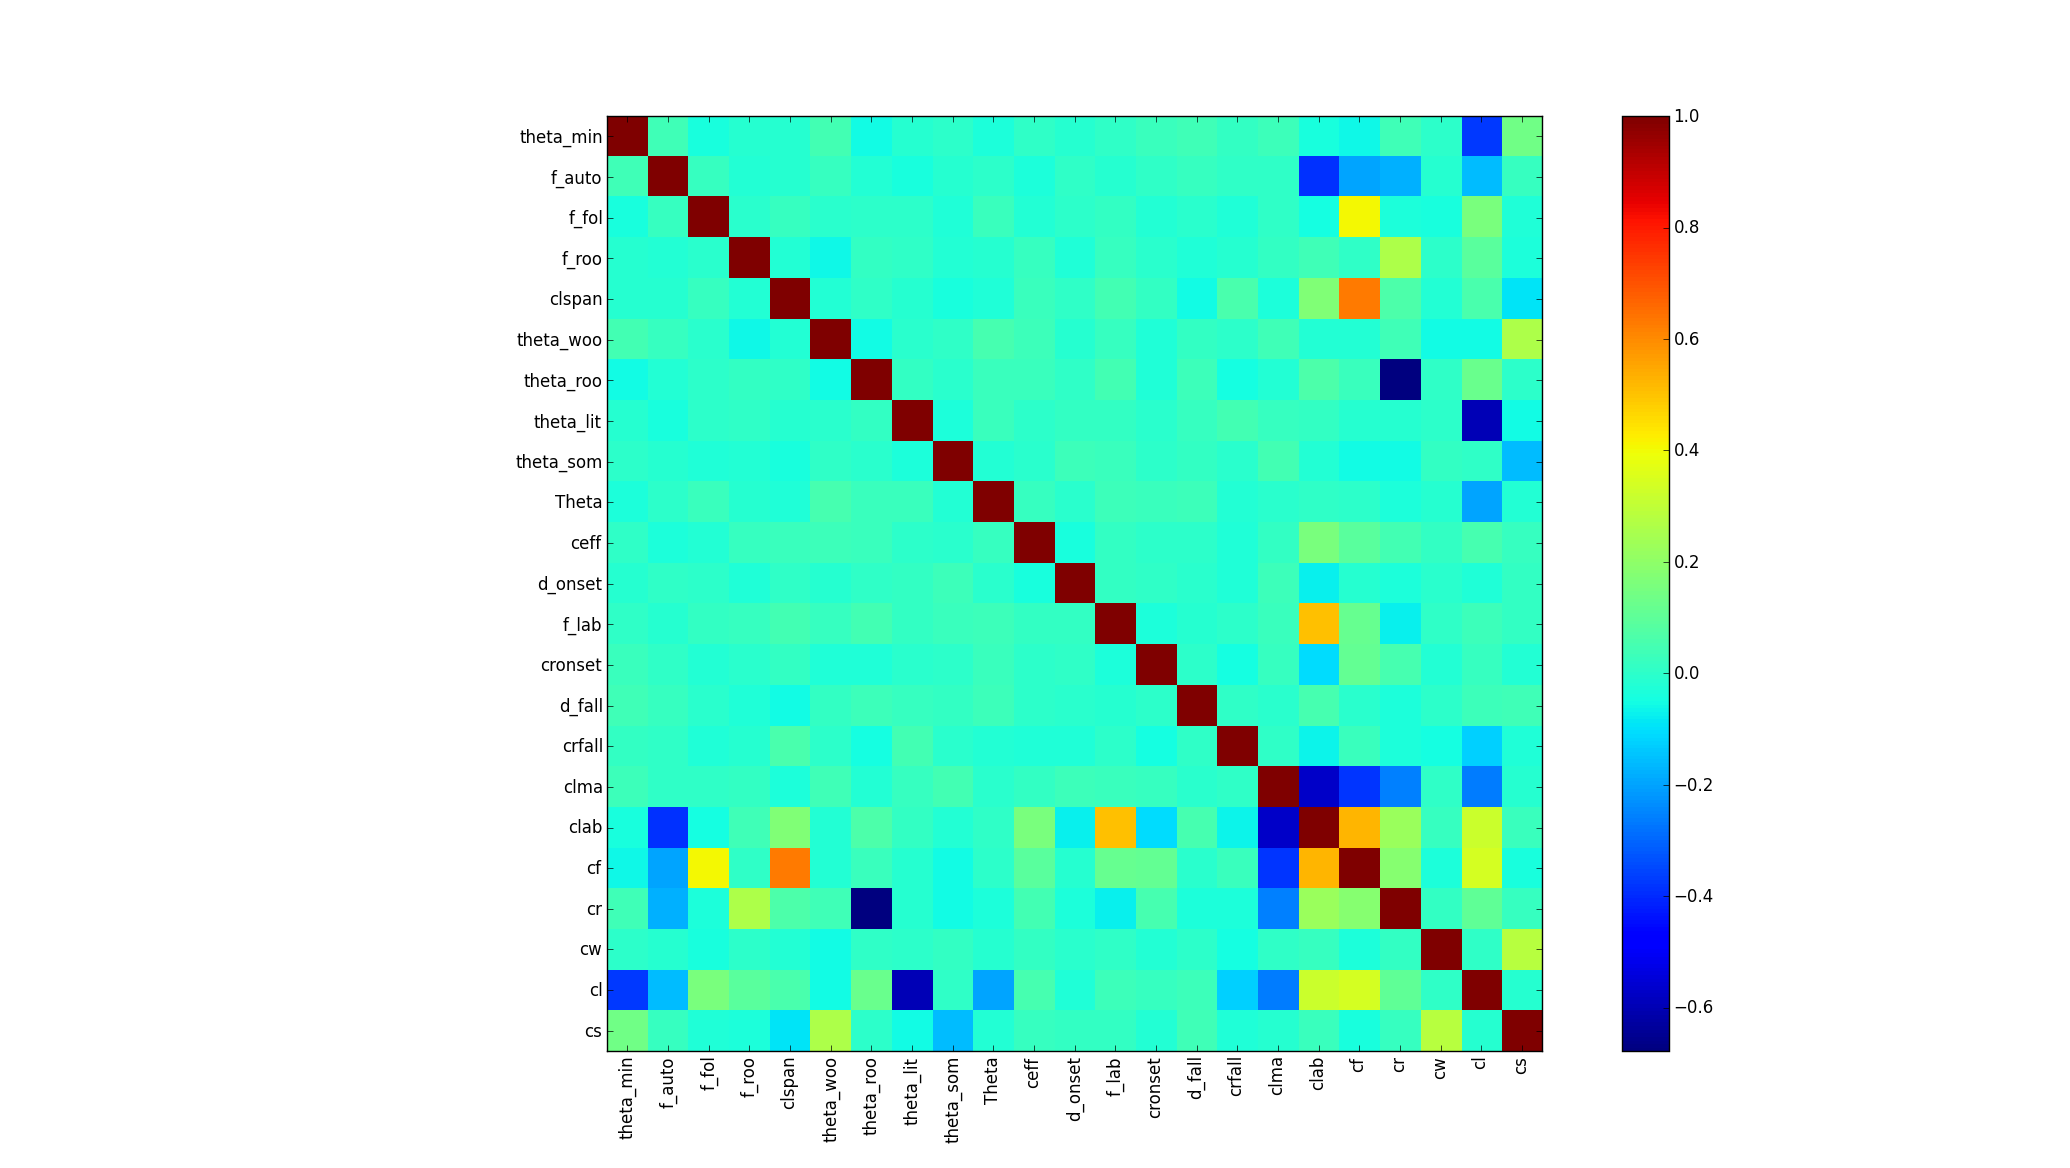 theta_min
f_auto
f_fol
f_roo
clspan
theta_woo
theta_roo
theta_lit
theta_som
Theta
ceff
d_onset
f_lab
cronset
d_fall
crfall
clma
clab
cf
cr
cw
cl
cs
theta_min
f_auto
f_fol
f_roo
clspan
theta_woo
theta_roo
theta_lit
theta_som
Theta
ceff
d_onset
f_lab
cronset
d_fall
crfall
clma
clab
cf
cr
cw
cl
cs
1.0
0.8
0.6
0.4
0.2
0.0
−0.2
−0.4
−0.6